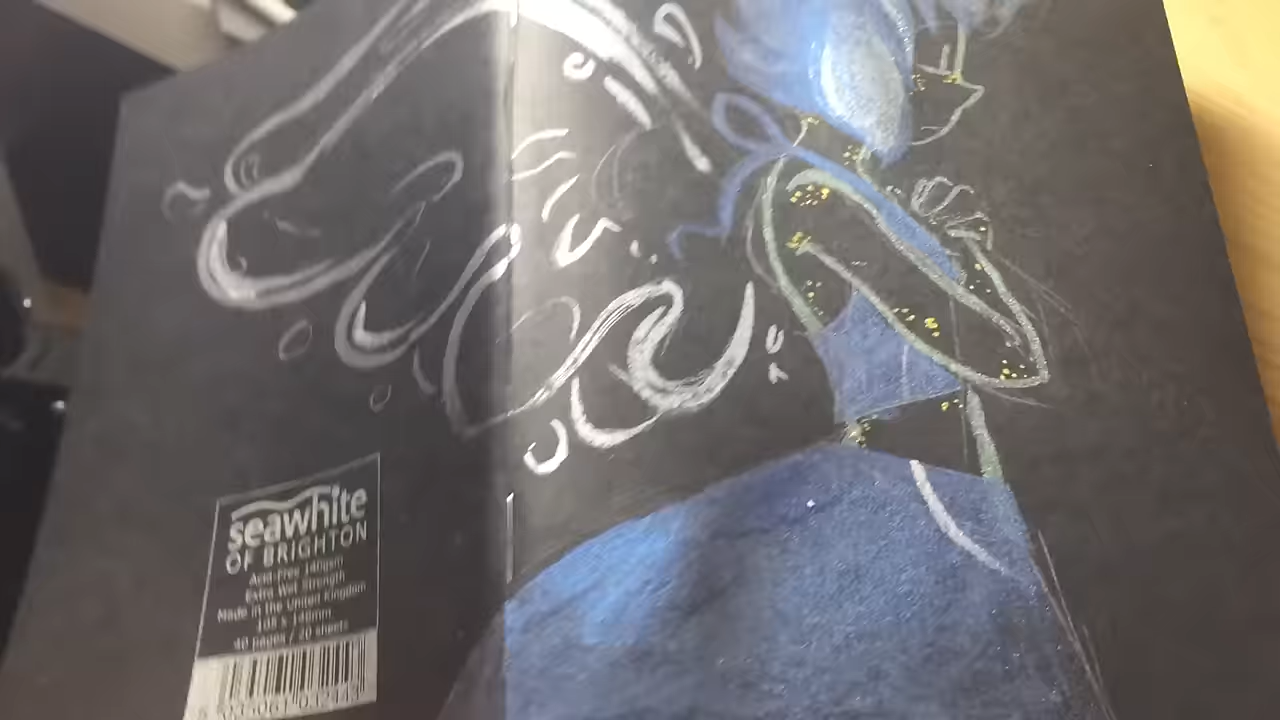 seawhite
OF BRIGHTON
Acid-Free 140gsm
Extra Wet Strength
Made in the United Kingdom
40 pages / 20 sheets